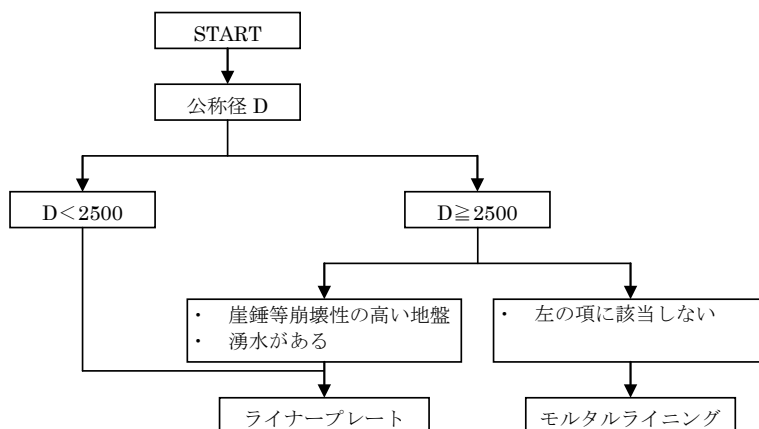 START
公称径 D
D＜2500
D≧2500
・ 崖錐等崩壊性の高い地盤
・ 湧水がある
・ 左の項に該当しない
ライナープレート
モルタルライニング